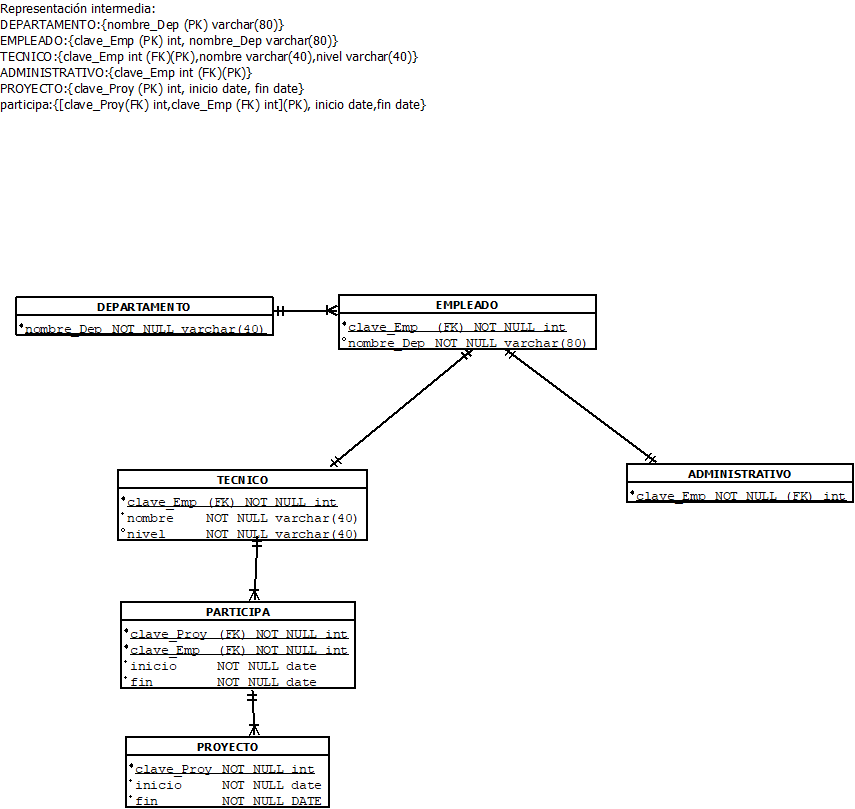 Representación intermedia:
DEPARTAMENTO:{nombre_Dep (PK) varchar(80)}
EMPLEADO:{clave_Emp (PK) int, nombre_Dep varchar(80)}
TECNICO:{clave_Emp int (FK)(PK),nombre varchar(40),nivel varchar(40)}
ADMINISTRATIVO:{clave_Emp int (FK)(PK)}
PROYECTO:{clave_Proy (PK) int, inicio date, fin date}
participa:{[clave_Proy(FK) int,clave_Emp (FK) int](PK), inicio date,fin date}
DEPARTAMENTO
*nombre_Dep NOT NULL varchar(40)
EMPLEADO
*clave_Emp (FK) NOT NULL int
°nombre_Dep NOT NULL varchar(80)
TECNICO
*clave_Emp (FK) NOT NULL int
*nombre NOT NULL varchar(40)
°nivel NOT NULL varchar(40)
ADMINISTRATIVO
*clave_Emp NOT NULL (FK) int
PARTICIPA
*clave_Proy (FK) NOT NULL int
*clave_Emp (FK) NOT NULL int
*inicio NOT NULL date
*fin NOT NULL date
PROYECTO
*clave_Proy NOT NULL int
*inicio NOT NULL date
*fin NOT NULL DATE